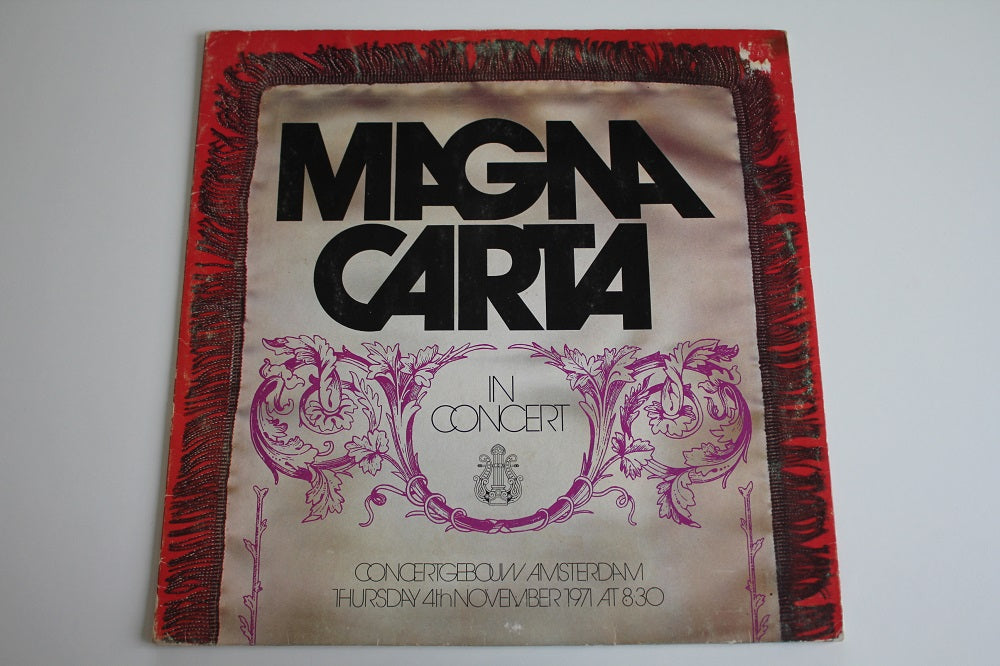 MAGNA
CARTA
IN
CONCERT
CONCERTGEBOUW AMSTERDAM
THURSDAY 4th NOVEMBER 1971 AT 8·30